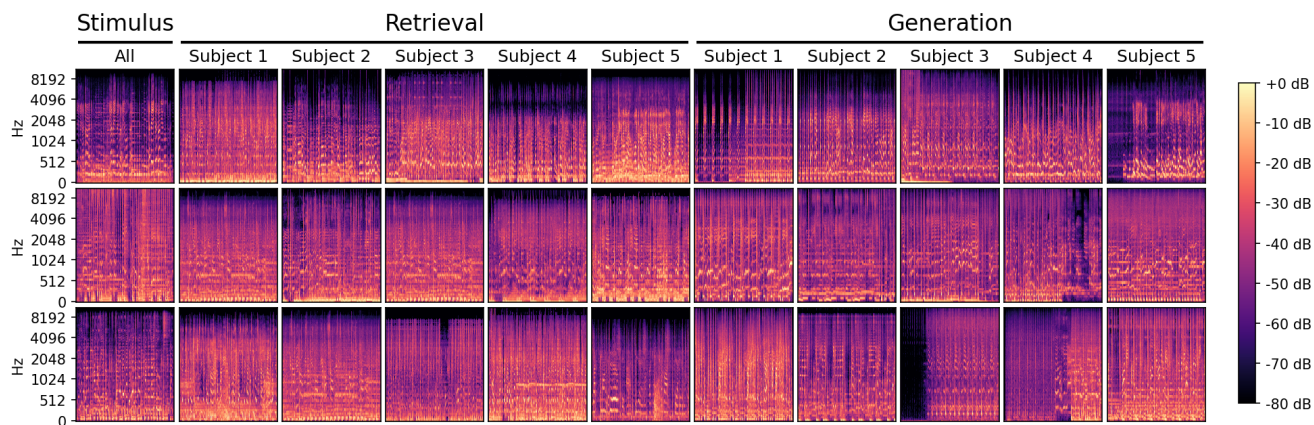 Stimulus Retrieval Generation
All Subject 1 Subject 2 Subject 3 Subject 4 Subject 5 Subject 1 Subject 2 Subject 3 Subject 4 Subject 5
Hz
8192
4096
2048
1024
512
0
Hz
8192
4096
2048
1024
512
0
Hz
8192
4096
2048
1024
512
0
+0 dB
-10 dB
-20 dB
-30 dB
-40 dB
-50 dB
-60 dB
-70 dB
-80 dB